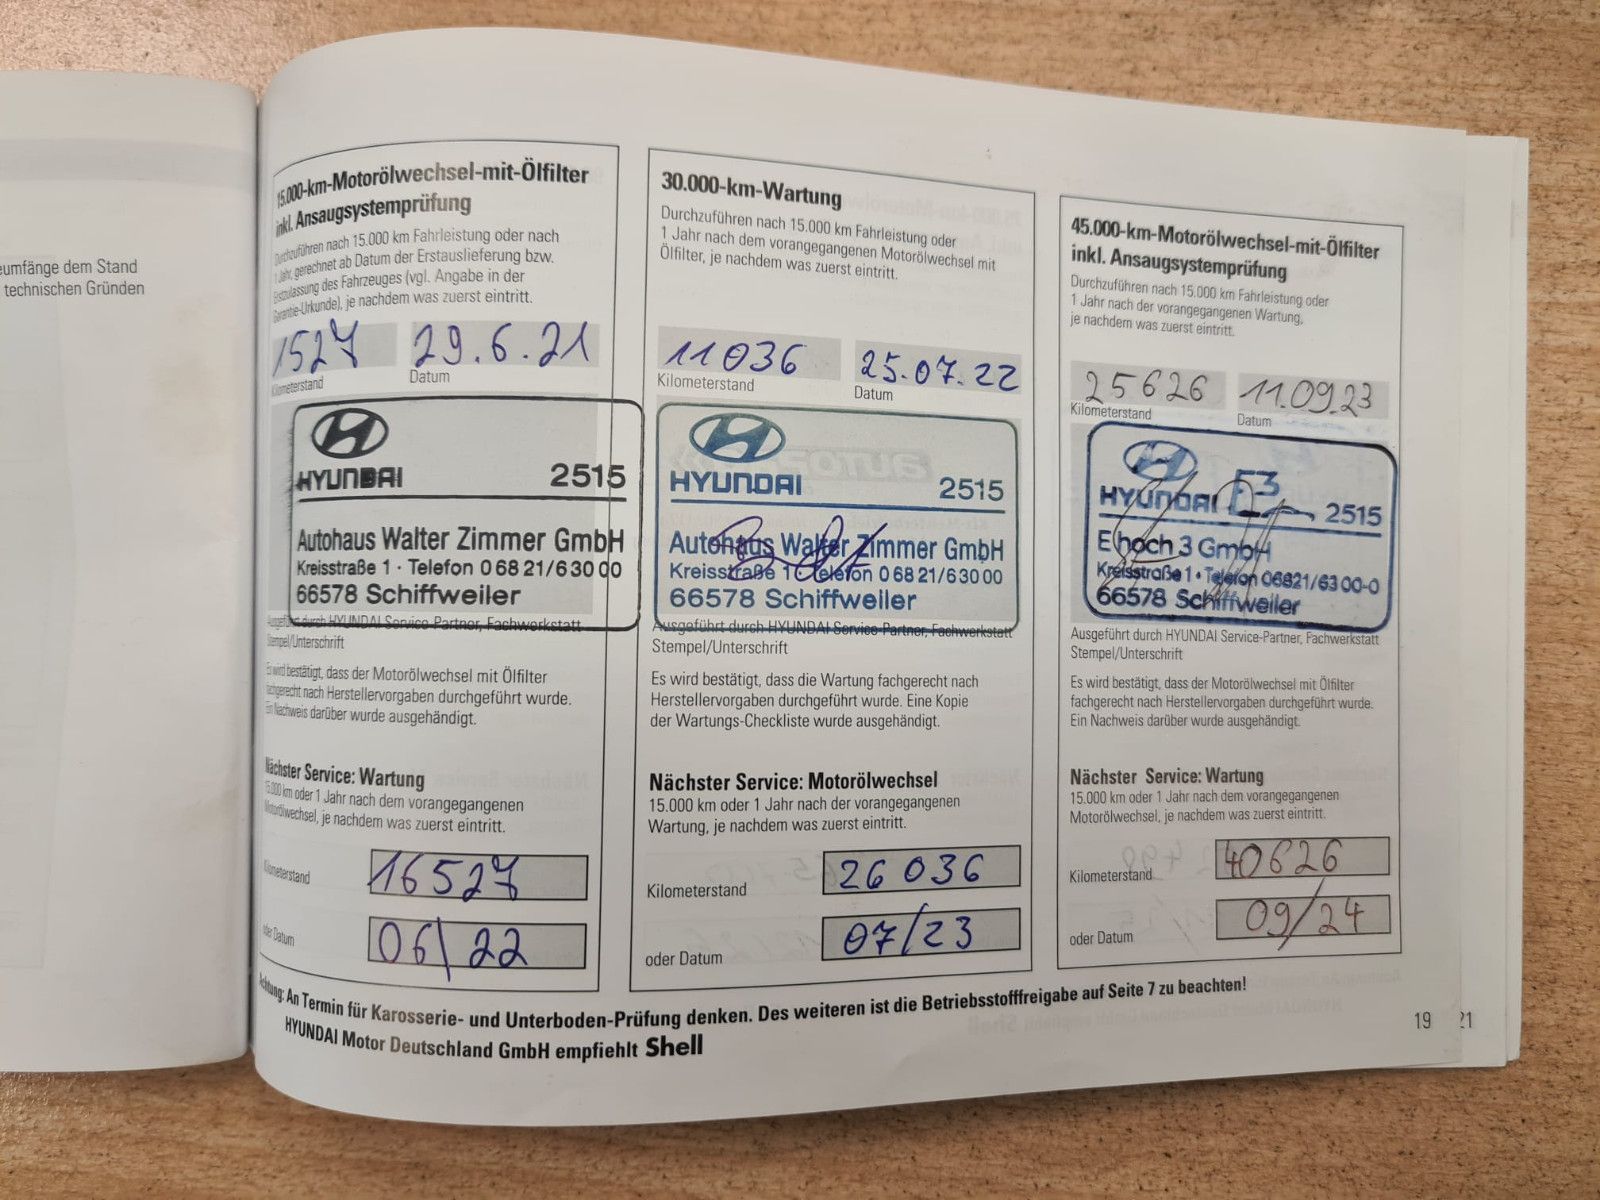 eumfänge dem Stand
technischen Gründen
15.000-km-Motorölwechsel-mit-Ölfilter
inkl. Ansaugsystemprüfung
Durchzuführen nach 15.000 km Fahrleistung oder nach
1 Jahr, gerechnet ab Datum der Erstauslieferung bzw.
Erstzulassung des Fahrzeuges (vgl. Angabe in der
Garantie-Urkunde), je nachdem was zuerst eintritt.
1527 29.6.21
Kilometerstand Datum
HYUNDAI 2515
Autohaus Walter Zimmer GmbH
Kreisstraße 1 · Telefon 0 68 21/6 30 00
66578 Schiffweiler
Ausgeführt durch HYUNDAI Service-Partner, Fachwerkstatt
Stempel/Unterschrift
Es wird bestätigt, dass der Motorölwechsel mit Ölfilter
fachgerecht nach Herstellervorgaben durchgeführt wurde.
Ein Nachweis darüber wurde ausgehändigt.
Nächster Service: Wartung
15.000 km oder 1 Jahr nach dem vorangegangenen
Motorölwechsel, je nachdem was zuerst eintritt.
Kilometerstand 16527
oder Datum 06\22
30.000-km-Wartung
Durchzuführen nach 15.000 km Fahrleistung oder
1 Jahr nach dem vorangegangenen Motorölwechsel mit
Ölfilter, je nachdem was zuerst eintritt.
11036 25.07.22
Kilometerstand Datum
HYUNDAI 2515
Autohaus Walter Zimmer GmbH
Kreisstraße 1 · Telefon 0 68 21/6 30 00
66578 Schiffweiler
Ausgeführt durch HYUNDAI Service-Partner, Fachwerkstatt
Stempel/Unterschrift
Es wird bestätigt, dass die Wartung fachgerecht nach
Herstellervorgaben durchgeführt wurde. Eine Kopie
der Wartungs-Checkliste wurde ausgehändigt.
Nächster Service: Motorölwechsel
15.000 km oder 1 Jahr nach der vorangegangenen
Wartung, je nachdem was zuerst eintritt.
Kilometerstand 26 036
oder Datum 07/23
45.000-km-Motorölwechsel-mit-Ölfilter
inkl. Ansaugsystemprüfung
Durchzuführen nach 15.000 km Fahrleistung oder
1 Jahr nach der vorangegangenen Wartung,
je nachdem was zuerst eintritt.
25626 11.09.23
Kilometerstand Datum
HYUNDAI E3 2515
E hoch 3 GmbH
Kreisstraße 1 • Telefon 06821/63 00-0
66578 Schiffweiler
Ausgeführt durch HYUNDAI Service-Partner, Fachwerkstatt
Stempel/Unterschrift
Es wird bestätigt, dass der Motorölwechsel mit Ölfilter
fachgerecht nach Herstellervorgaben durchgeführt wurde.
Ein Nachweis darüber wurde ausgehändigt.
Nächster Service: Wartung
15.000 km oder 1 Jahr nach dem vorangegangenen
Motorölwechsel, je nachdem was zuerst eintritt.
Kilometerstand 40626
oder Datum 09/24
Achtung: An Termin für Karosserie- und Unterboden-Prüfung denken. Des weiteren ist die Betriebsstofffreigabe auf Seite 7 zu beachten!
HYUNDAI Motor Deutschland GmbH empfiehlt Shell
19 21